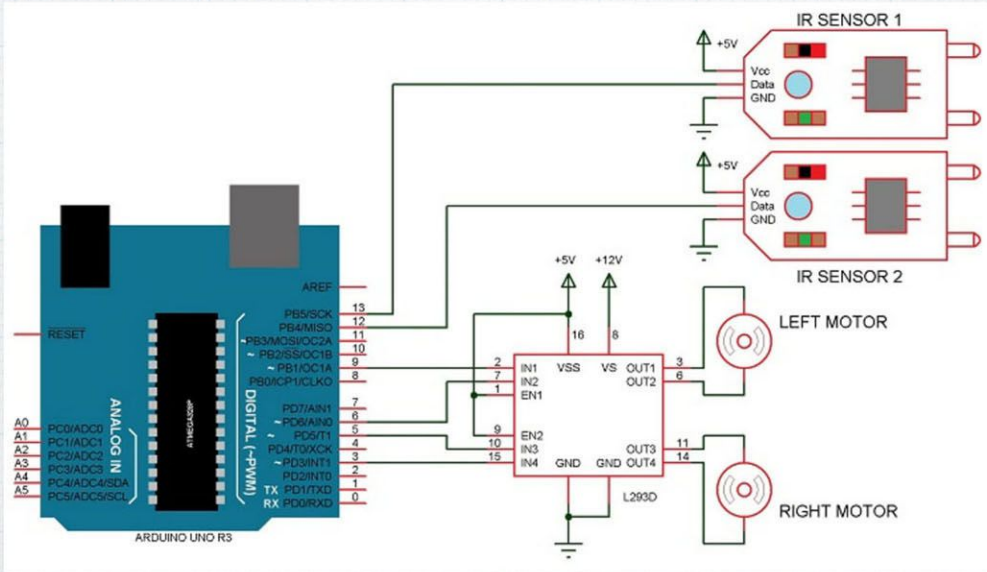 IR SENSOR 1
+5V
Vcc
Data
GND
+5V
Vcc
Data
GND
IR SENSOR 2
AREF
RESET
PB5/SCK 13
PB4/MISO 12
~PB3/MOSI/OC2A 11
~ PB2/SS/OC1B 10
~ PB1/OC1A 9
PB0/ICP1/CLKO 8
PD7/AIN1 7
~ PD6/AIN0 6
~ PD5/T1 5
PD4/T0/XCK 4
~ PD3/INT1 3
PD2/INT0 2
TX PD1/TXD 1
RX PD0/RXD 0
DIGITAL (~PWM)
ATMEGA328P
ANALOG IN
A0 PC0/ADC0
A1 PC1/ADC1
A2 PC2/ADC2
A3 PC3/ADC3
A4 PC4/ADC4/SDA
A5 PC5/ADC5/SCL
ARDUINO UNO R3
+5V +12V
16 8
2 IN1 VSS VS OUT1 3
7 IN2 OUT2 6
1 EN1
9 EN2
10 IN3 OUT3 11
15 IN4 GND GND OUT4 14
L293D
LEFT MOTOR
RIGHT MOTOR